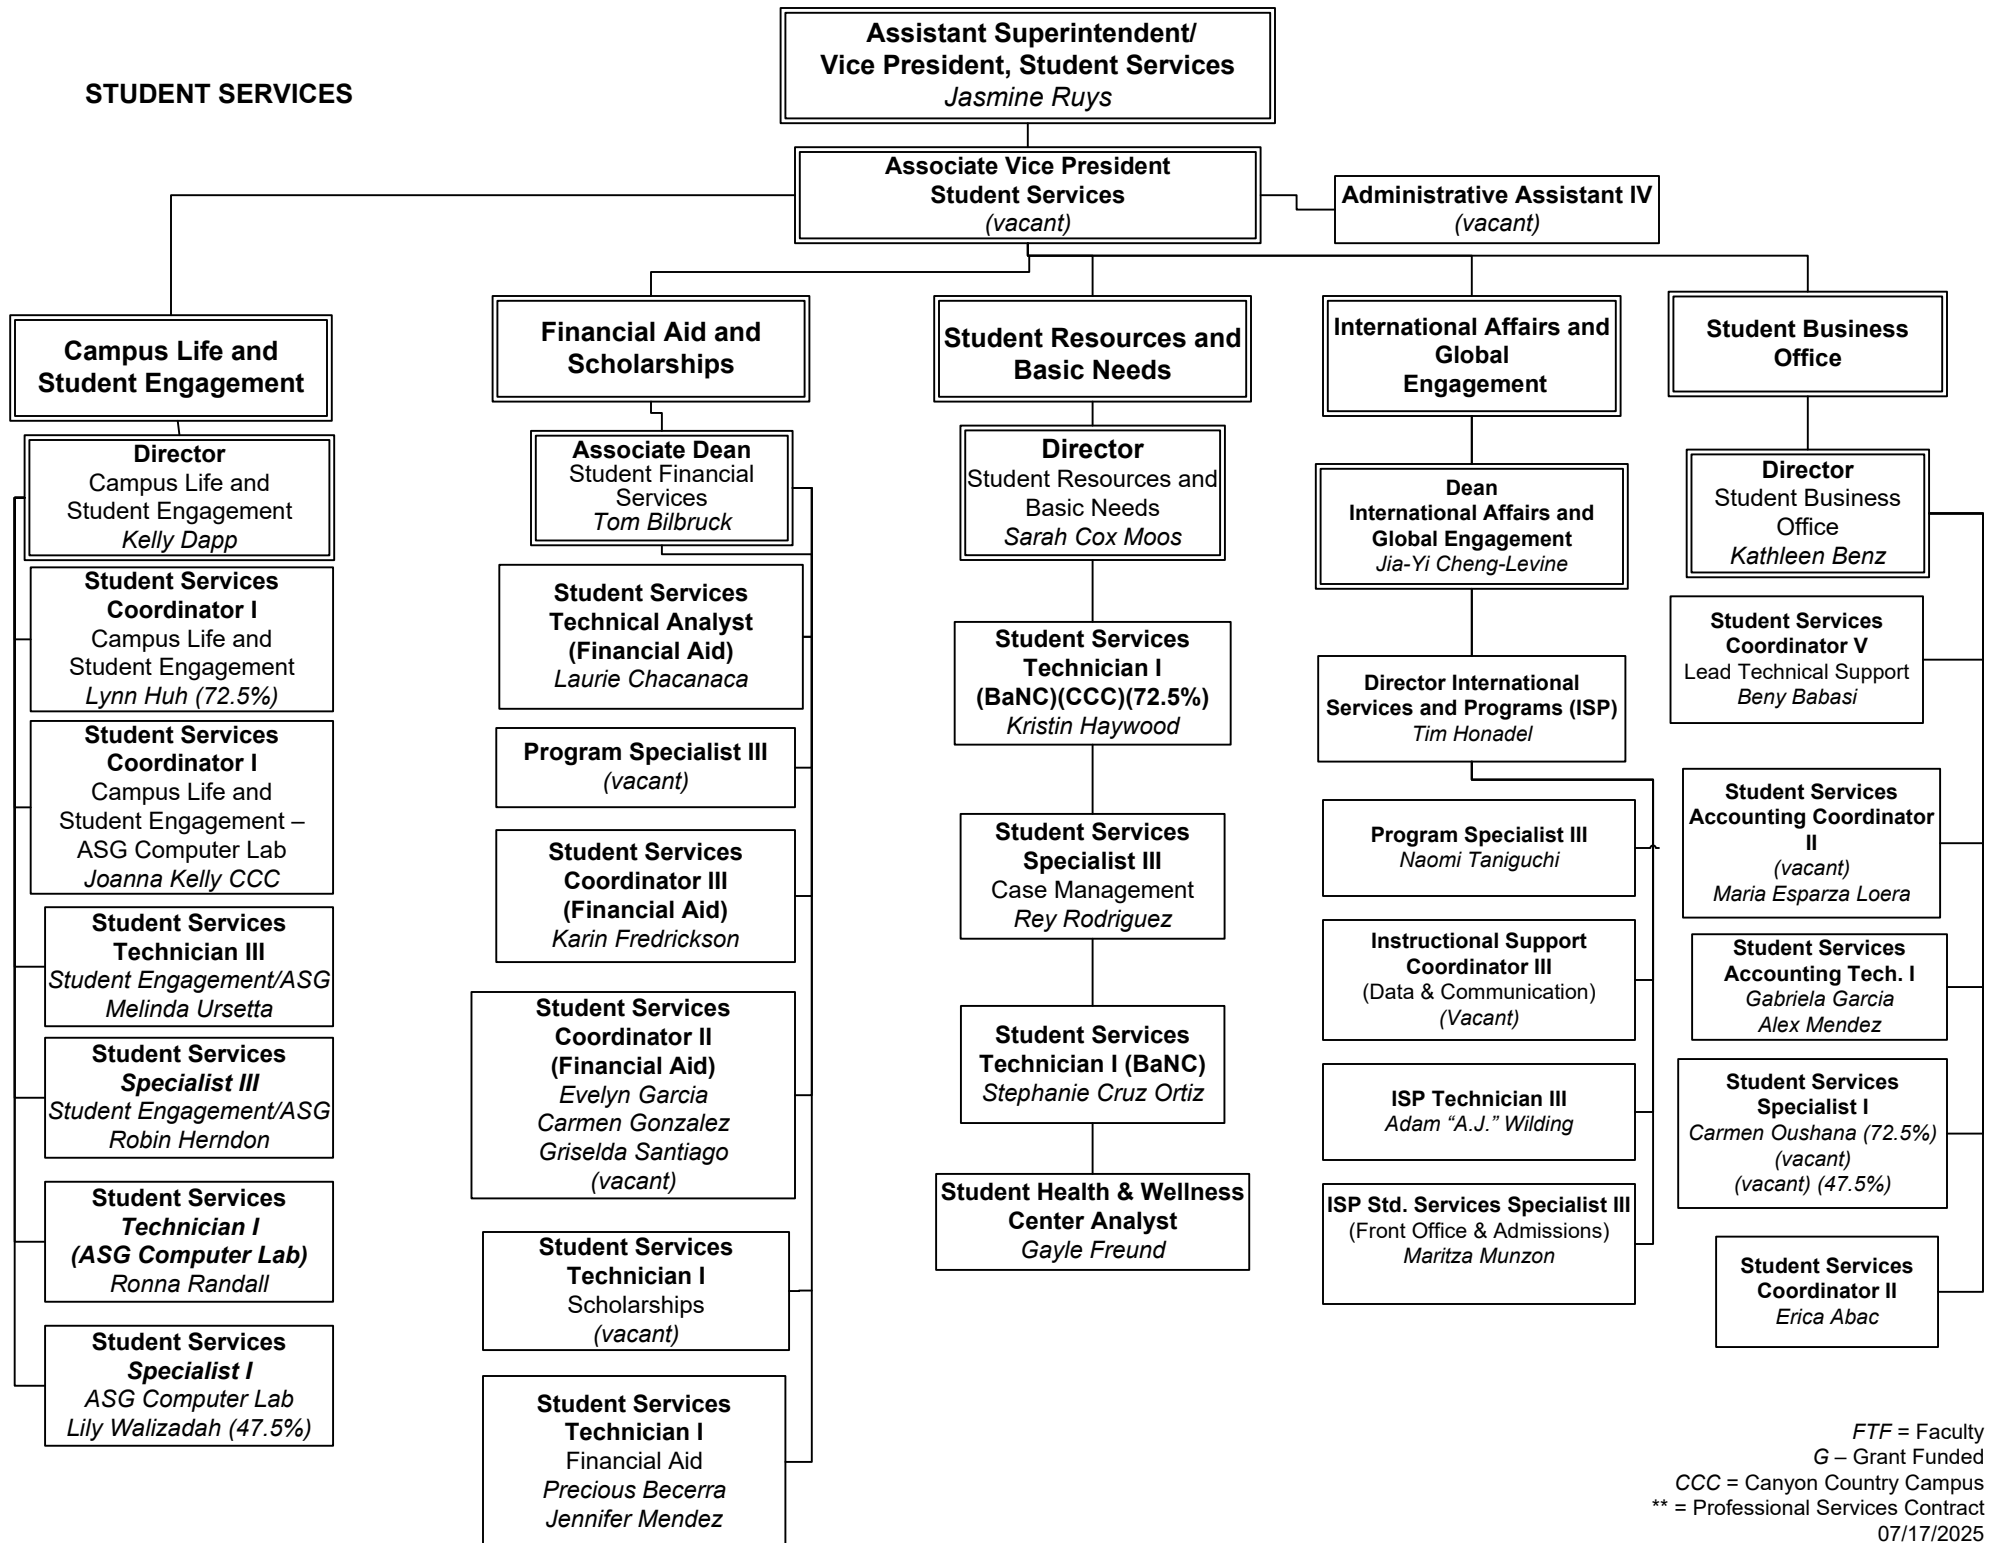 STUDENT SERVICES
Assistant Superintendent/
Vice President, Student Services
Jasmine Ruys
Associate Vice President
Student Services
(vacant)
Administrative Assistant IV
(vacant)
Campus Life and
Student Engagement
Director
Campus Life and
Student Engagement
Kelly Dapp
Student Services
Coordinator I
Campus Life and
Student Engagement
Lynn Huh (72.5%)
Student Services
Coordinator I
Campus Life and
Student Engagement –
ASG Computer Lab
Joanna Kelly CCC
Student Services
Technician III
Student Engagement/ASG
Melinda Ursetta
Student Services
Specialist III
Student Engagement/ASG
Robin Herndon
Student Services
Technician I
(ASG Computer Lab)
Ronna Randall
Student Services
Specialist I
ASG Computer Lab
Lily Walizadah (47.5%)
Financial Aid and
Scholarships
Associate Dean
Student Financial
Services
Tom Bilbruck
Student Services
Technical Analyst
(Financial Aid)
Laurie Chacanaca
Program Specialist III
(vacant)
Student Services
Coordinator III
(Financial Aid)
Karin Fredrickson
Student Services
Coordinator II
(Financial Aid)
Evelyn Garcia
Carmen Gonzalez
Griselda Santiago
(vacant)
Student Services
Technician I
Scholarships
(vacant)
Student Services
Technician I
Financial Aid
Precious Becerra
Jennifer Mendez
Student Resources and
Basic Needs
Director
Student Resources and
Basic Needs
Sarah Cox Moos
Student Services
Technician I
(BaNC)(CCC)(72.5%)
Kristin Haywood
Student Services
Specialist III
Case Management
Rey Rodriguez
Student Services
Technician I (BaNC)
Stephanie Cruz Ortiz
Student Health & Wellness
Center Analyst
Gayle Freund
International Affairs and
Global
Engagement
Dean
International Affairs and
Global Engagement
Jia-Yi Cheng-Levine
Director International
Services and Programs (ISP)
Tim Honadel
Program Specialist III
Naomi Taniguchi
Instructional Support
Coordinator III
(Data & Communication)
(Vacant)
ISP Technician III
Adam “A.J.” Wilding
ISP Std. Services Specialist III
(Front Office & Admissions)
Maritza Munzon
Student Business
Office
Director
Student Business
Office
Kathleen Benz
Student Services
Coordinator V
Lead Technical Support
Beny Babasi
Student Services
Accounting Coordinator
II
(vacant)
Maria Esparza Loera
Student Services
Accounting Tech. I
Gabriela Garcia
Alex Mendez
Student Services
Specialist I
Carmen Oushana (72.5%)
(vacant)
(vacant) (47.5%)
Student Services
Coordinator II
Erica Abac
FTF = Faculty
G – Grant Funded
CCC = Canyon Country Campus
** = Professional Services Contract
07/17/2025